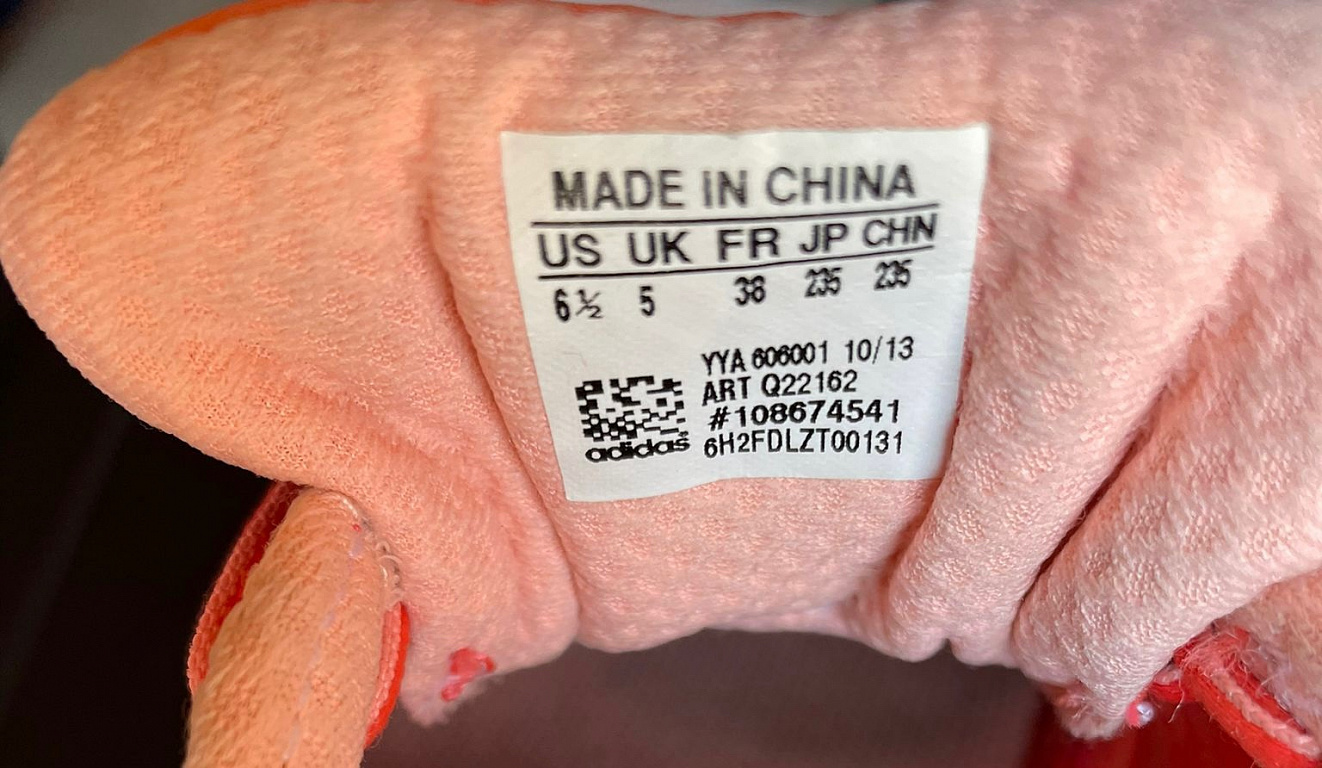 MADE IN CHINA
US UK FR JP CHN
6½ 5 38 235 235
YYA 606001 10/13
ART Q22162
#108674541
adidas 6H2FDLZT00131